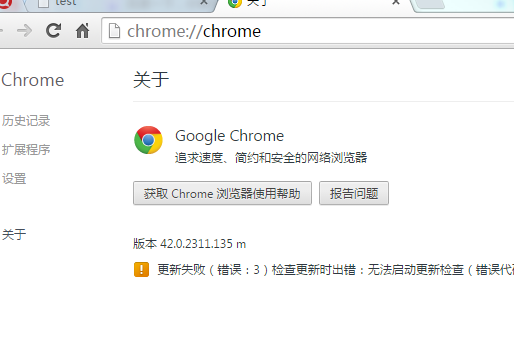 test
关于
chrome://chrome
Chrome
关于
历史记录
扩展程序
设置
关于
Google Chrome
追求速度、简约和安全的网络浏览器
获取 Chrome 浏览器使用帮助
报告问题
版本 42.0.2311.135 m
更新失败（错误：3）检查更新时出错：无法启动更新检查（错误代